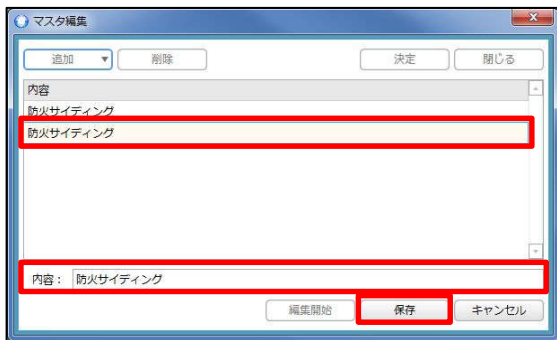 マスタ編集
追加 ▼ 削除 決定 閉じる
内容
防火サイディング
防火サイディング
内容： 防火サイディング
編集開始 保存 キャンセル